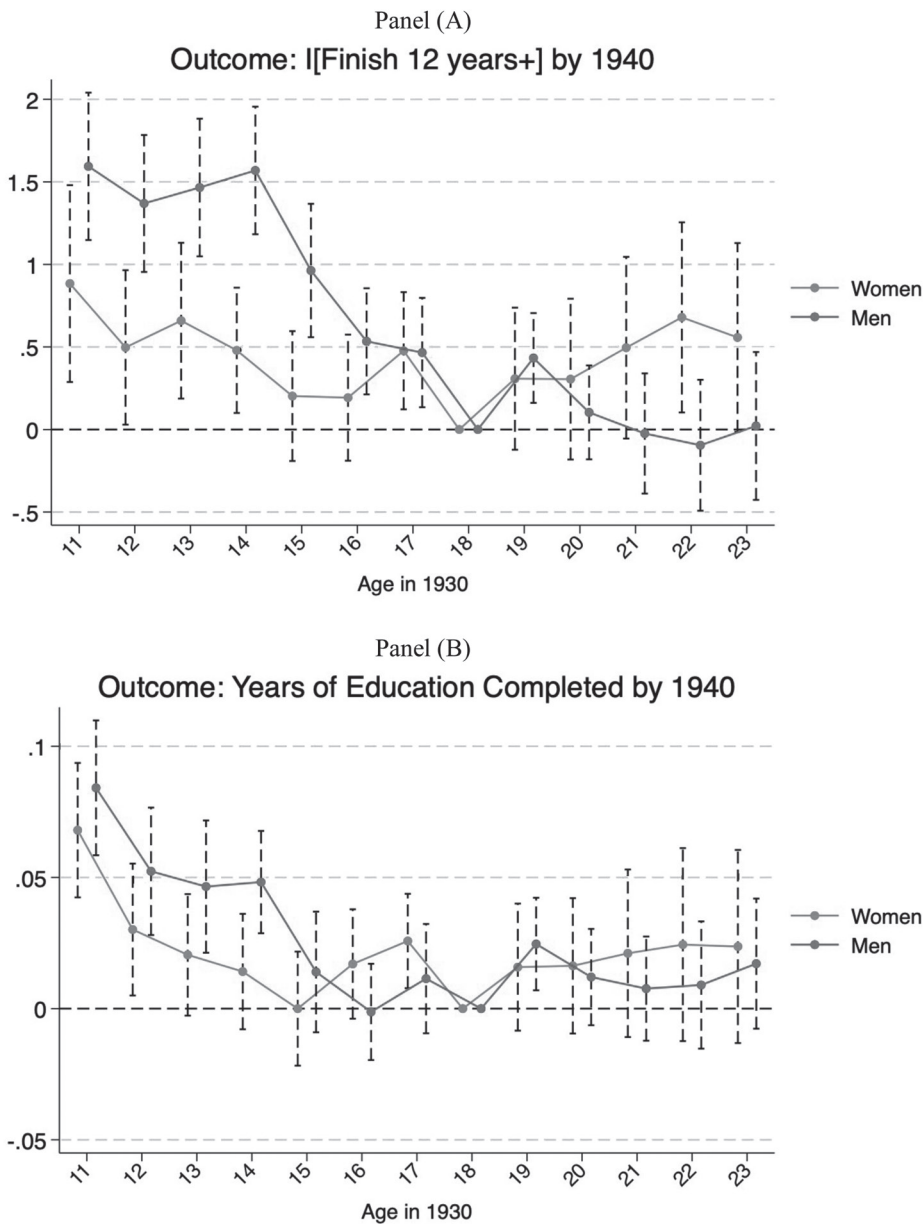 Panel (A)
Outcome: I[Finish 12 years+] by 1940
2
1.5
1
.5
0
-.5
11 12 13 14 15 16 17 18 19 20 21 22 23
Age in 1930
Women
Men
Panel (B)
Outcome: Years of Education Completed by 1940
.1
.05
0
-.05
11 12 13 14 15 16 17 18 19 20 21 22 23
Age in 1930
Women
Men